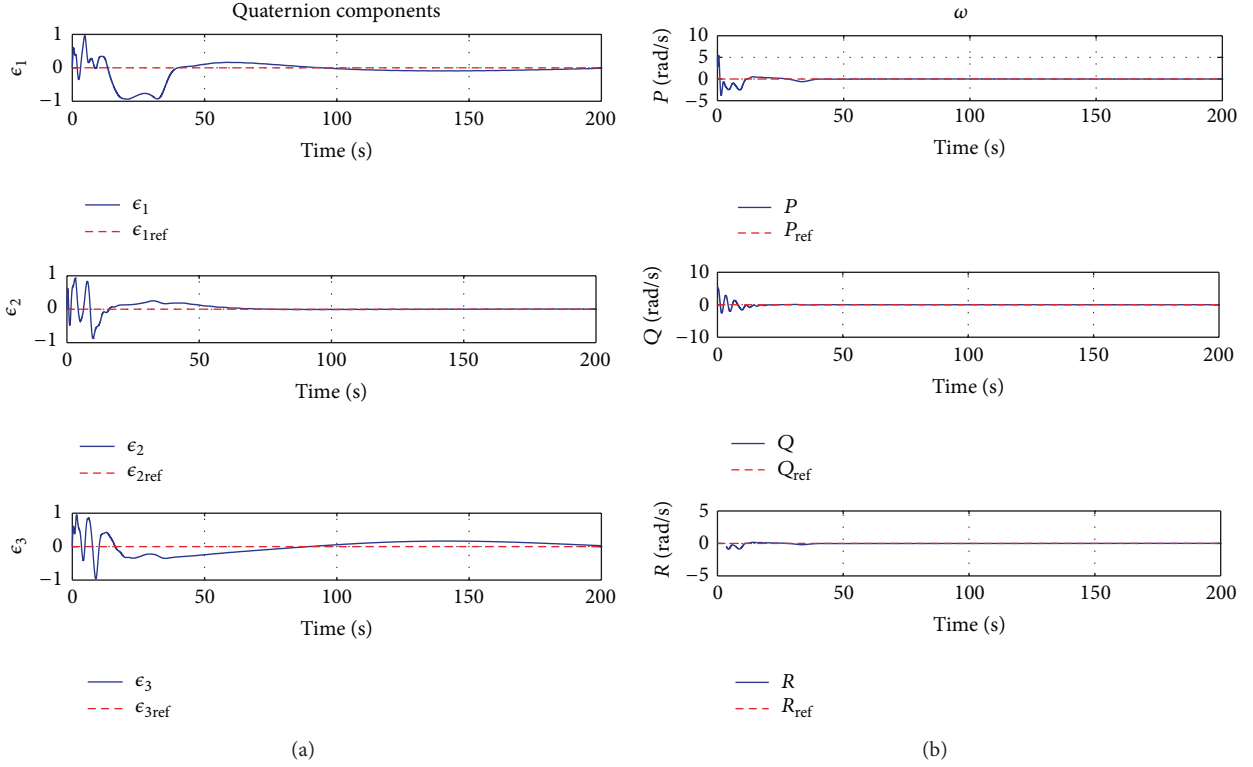 Quaternion components
1
0
−1
ϵ1
0 50 100 150 200
Time (s)
ϵ1
ϵ1ref
1
0
−1
ϵ2
0 50 100 150 200
Time (s)
ϵ2
ϵ2ref
1
0
−1
ϵ3
0 50 100 150 200
Time (s)
ϵ3
ϵ3ref
(a)
ω
10
5
0
−5
P (rad/s)
0 50 100 150 200
Time (s)
P
Pref
10
0
−10
Q (rad/s)
0 50 100 150 200
Time (s)
Q
Qref
5
0
−5
R (rad/s)
0 50 100 150 200
Time (s)
R
Rref
(b)